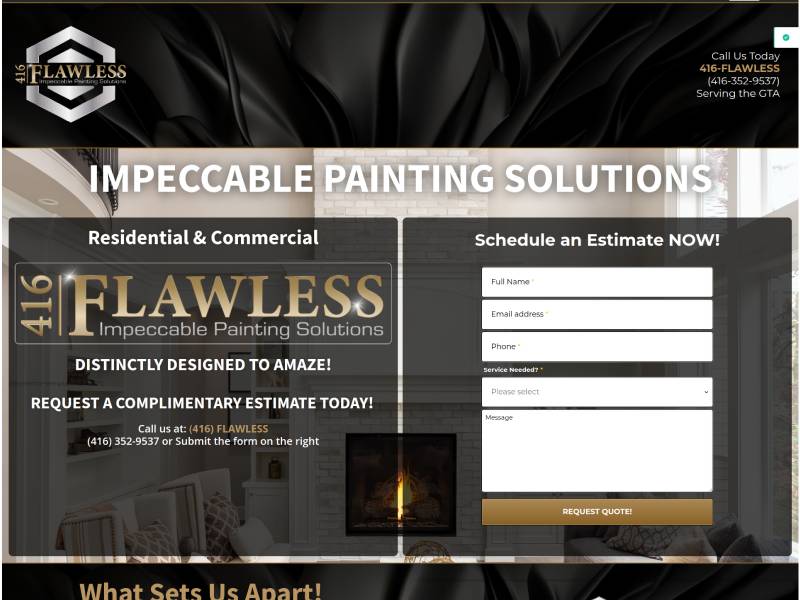 416 FLAWLESS
Impeccable Painting Solutions
Call Us Today
416-FLAWLESS
(416-352-9537)
Serving the GTA
IMPECCABLE PAINTING SOLUTIONS
Residential & Commercial
416 FLAWLESS
Impeccable Painting Solutions
DISTINCTLY DESIGNED TO AMAZE!
REQUEST A COMPLIMENTARY ESTIMATE TODAY!
Call us at: (416) FLAWLESS
(416) 352-9537 or Submit the form on the right
Schedule an Estimate NOW!
Full Name *
Email address *
Phone *
Service Needed? *
Please select
Message
REQUEST QUOTE!
What Sets Us Apart!